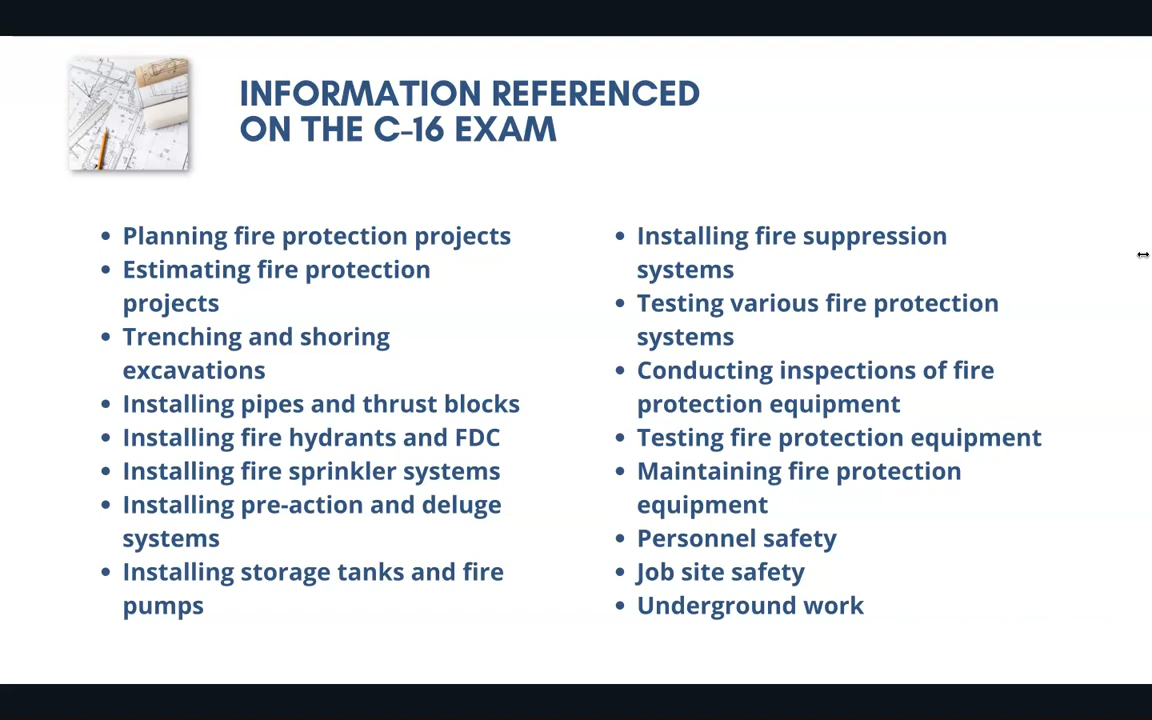 INFORMATION REFERENCED
ON THE C-16 EXAM
• Planning fire protection projects
• Estimating fire protection
projects
• Trenching and shoring
excavations
• Installing pipes and thrust blocks
• Installing fire hydrants and FDC
• Installing fire sprinkler systems
• Installing pre-action and deluge
systems
• Installing storage tanks and fire
pumps
• Installing fire suppression
systems
• Testing various fire protection
systems
• Conducting inspections of fire
protection equipment
• Testing fire protection equipment
• Maintaining fire protection
equipment
• Personnel safety
• Job site safety
• Underground work